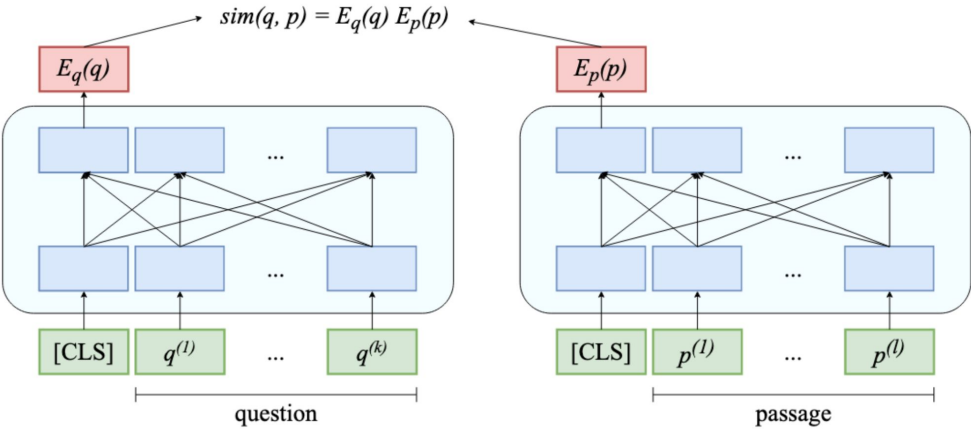 sim(q, p) = E_q(q) E_p(p)
E_q(q)
E_p(p)
...
...
...
...
[CLS] q^(1) ... q^(k)
[CLS] p^(1) ... p^(l)
question
passage